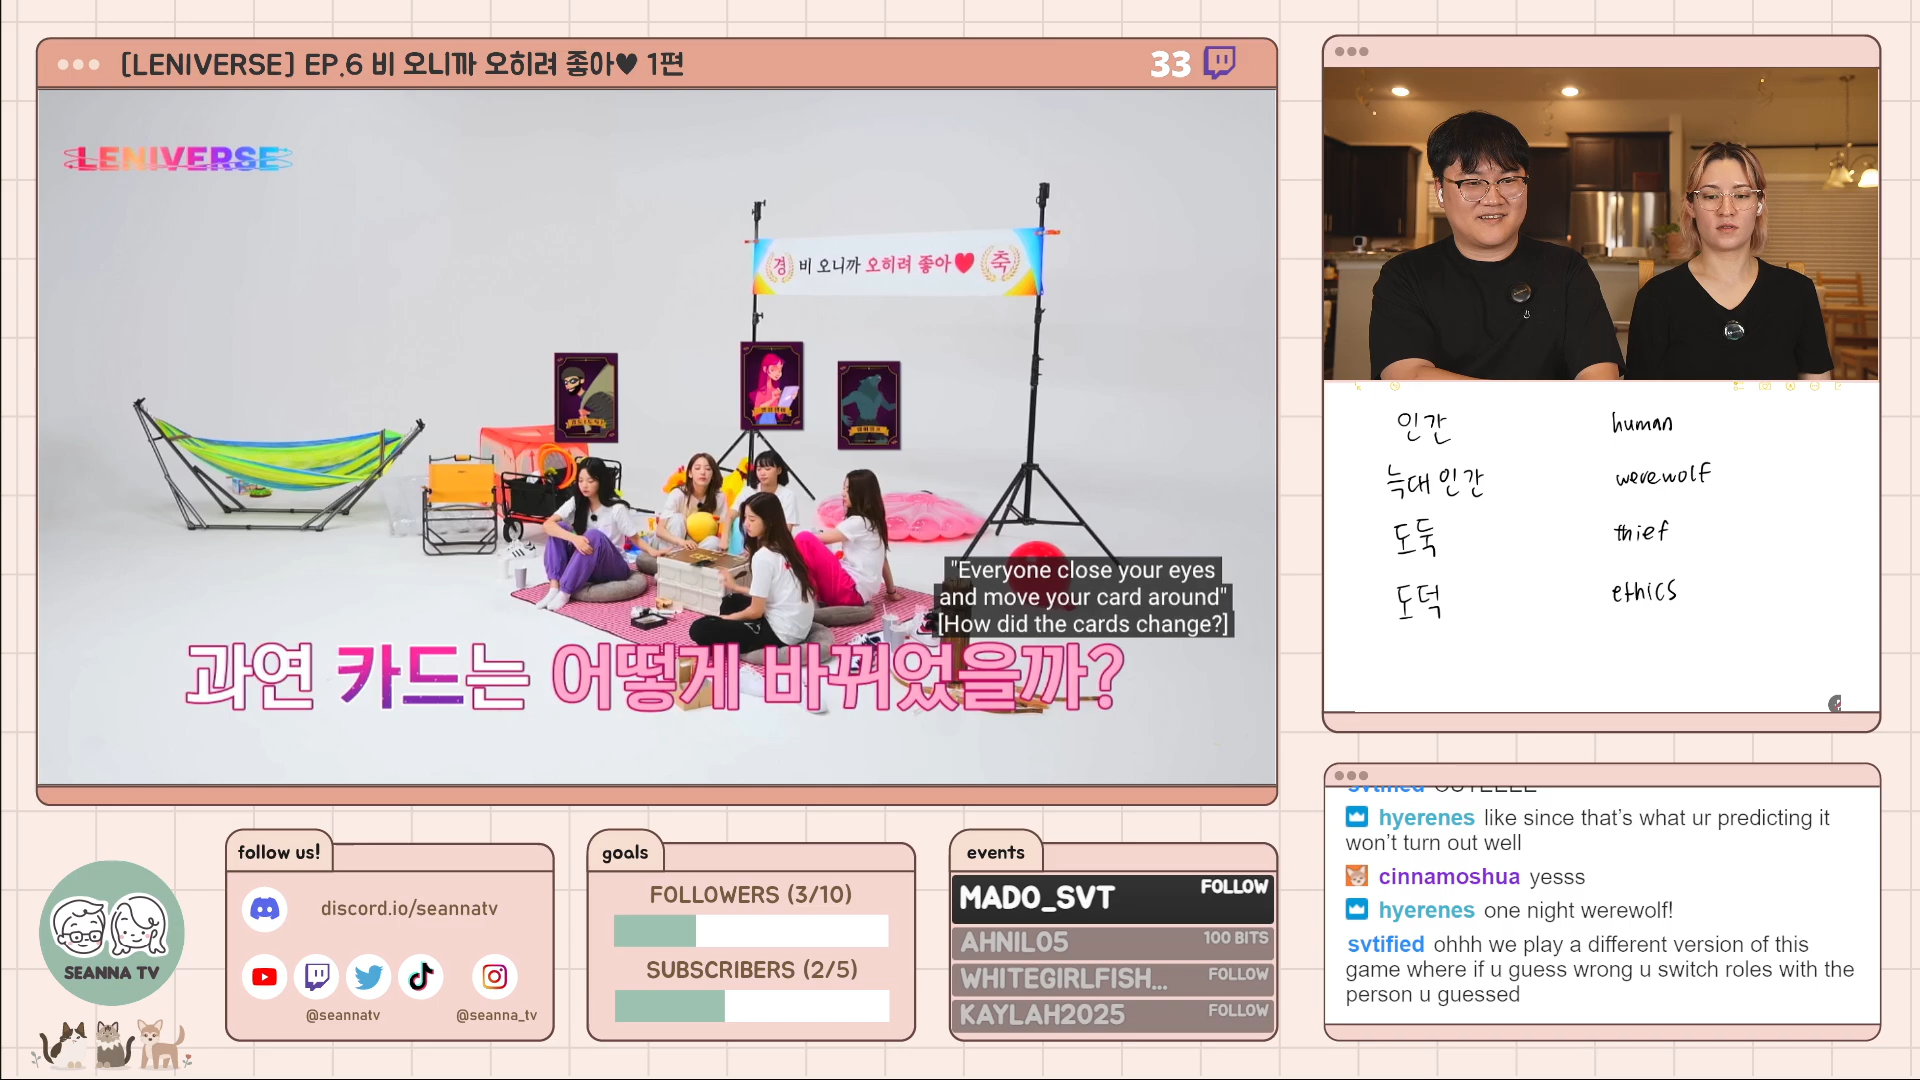 [LENIVERSE] EP.6 비 오니까 오히려 좋아♥ 1편
33
LENIVERSE
경 비 오니까 오히려 좋아♥ 축
"Everyone close your eyes
and move your card around"
[How did the cards change?]
과연 카드는 어떻게 바뀌었을까?
인간 human
늑대인간 werewolf
도둑 thief
도덕 ethics
hyerenes like since that’s what ur predicting it
won’t turn out well
cinnamoshua yesss
hyerenes one night werewolf!
svtified ohhh we play a different version of this
game where if u guess wrong u switch roles with the
person u guessed
SEANNA TV
follow us!
discord.io/seannatv
@seannatv
@seanna_tv
goals
FOLLOWERS (3/10)
SUBSCRIBERS (2/5)
events
MADO_SVT FOLLOW
AHNIL05 100 BITS
WHITEGIRLFISH... FOLLOW
KAYLAH2025 FOLLOW